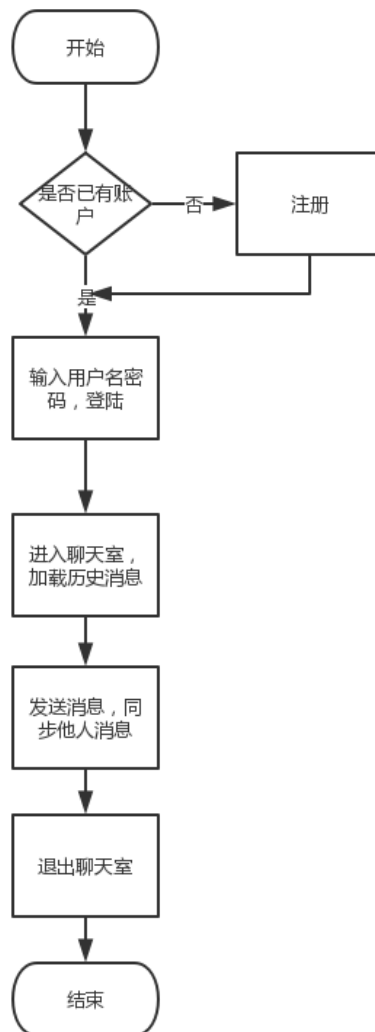 开始
是否已有账
户
否
注册
是
输入用户名密
码，登陆
进入聊天室，
加载历史消息
发送消息，同
步他人消息
退出聊天室
结束